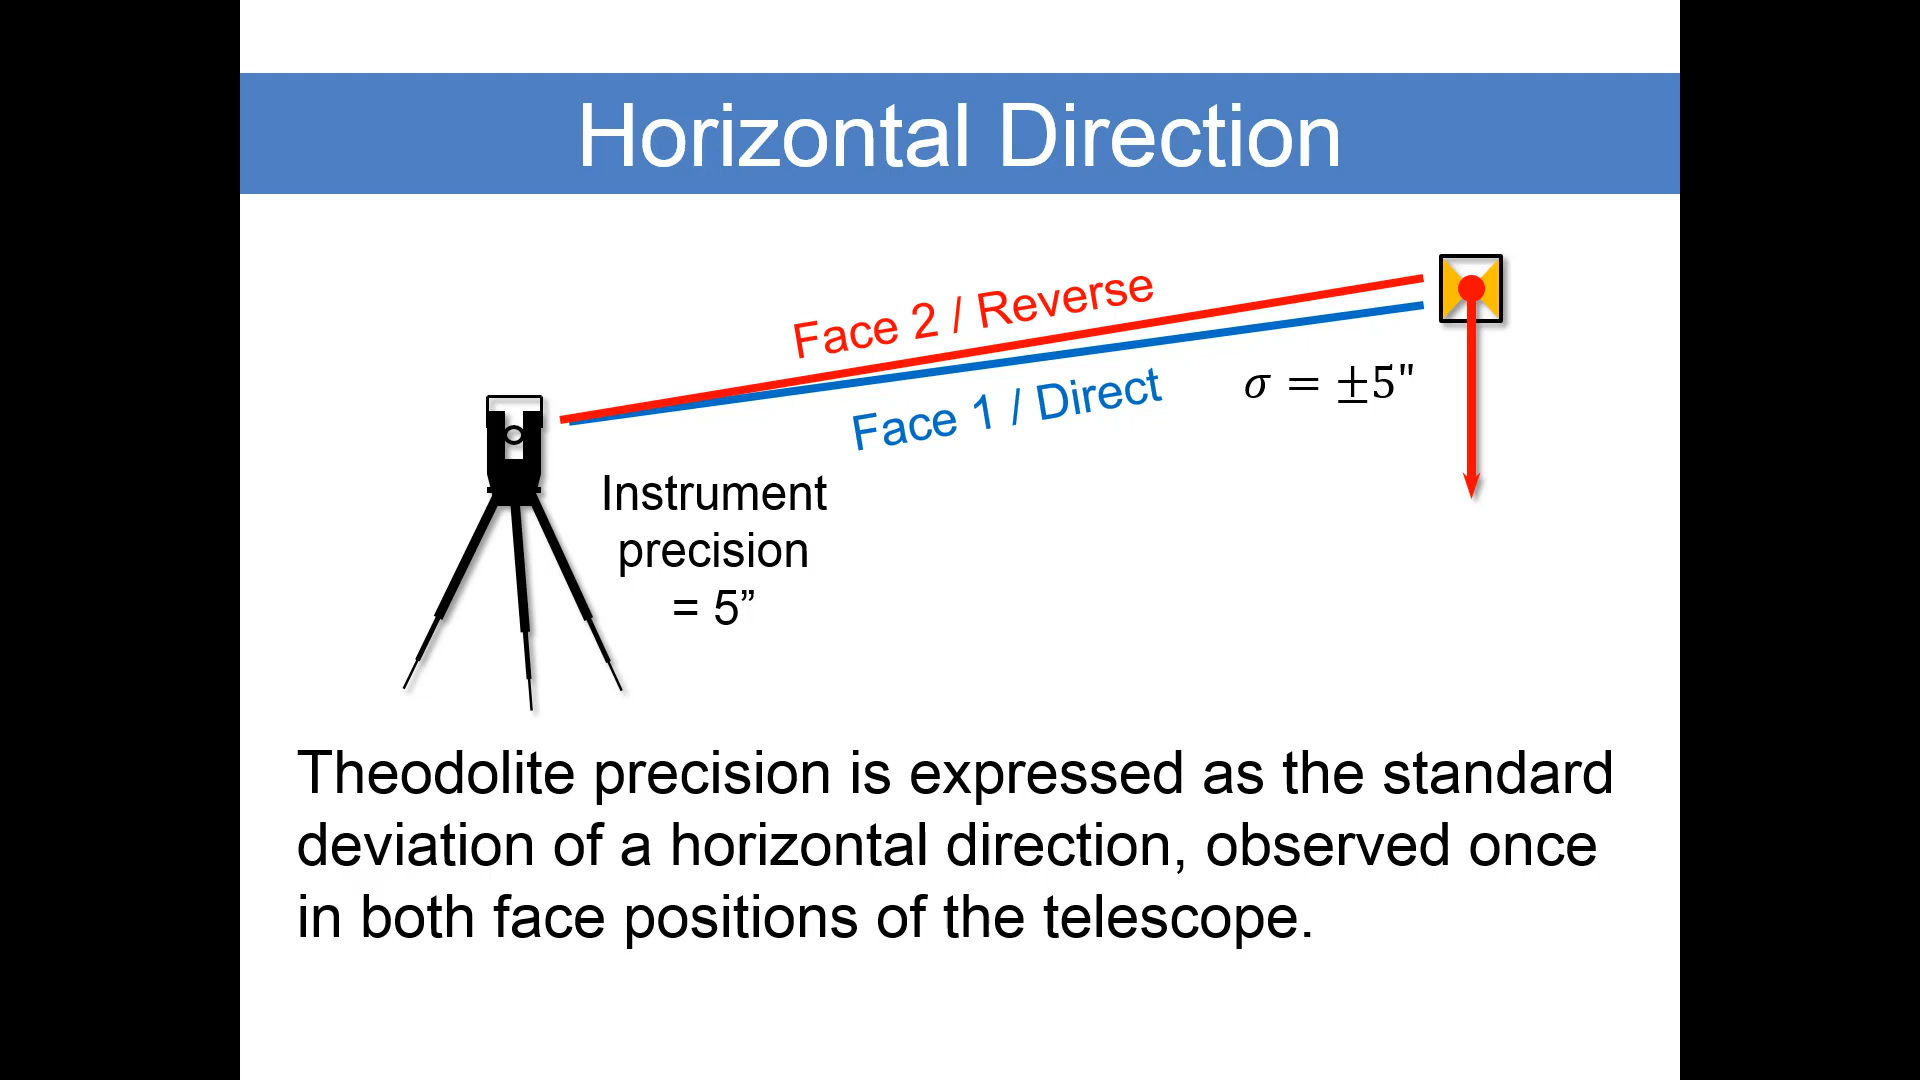 Horizontal Direction
Face 2 / Reverse
Face 1 / Direct
σ = ±5"
Instrument
precision
= 5”
Theodolite precision is expressed as the standard
deviation of a horizontal direction, observed once
in both face positions of the telescope.